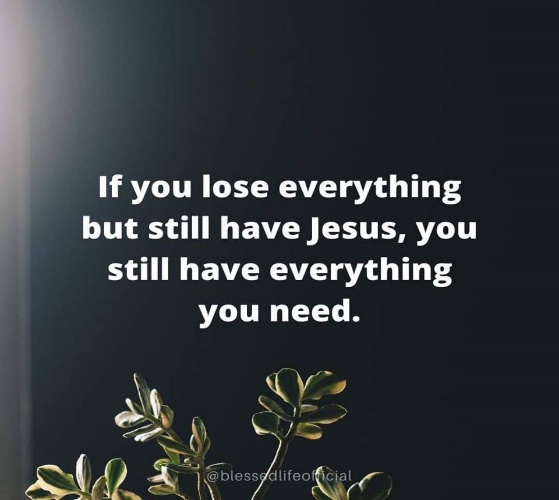 If you lose everything
but still have Jesus, you
still have everything
you need.
@blessedlifeofficial